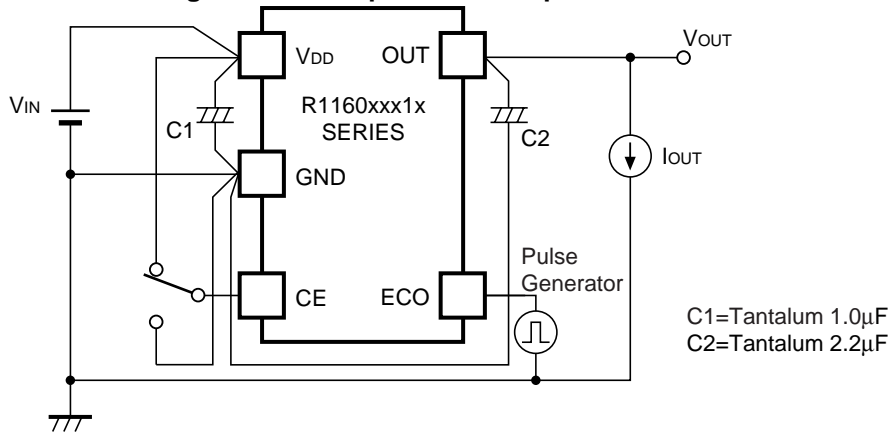 VOUT
VDD
OUT
VIN
R1160xxx1x
SERIES
C1
C2
IOUT
GND
Pulse
Generator
CE
ECO
C1=Tantalum 1.0μF
C2=Tantalum 2.2μF